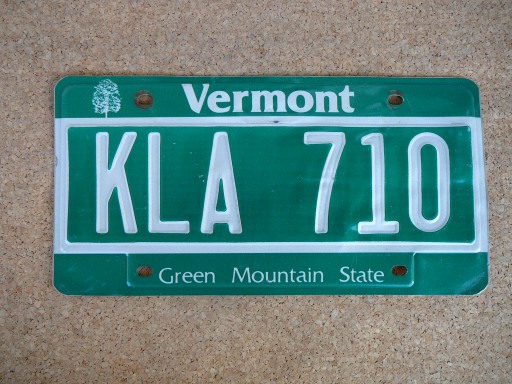 Vermont
KLA 710
Green Mountain State